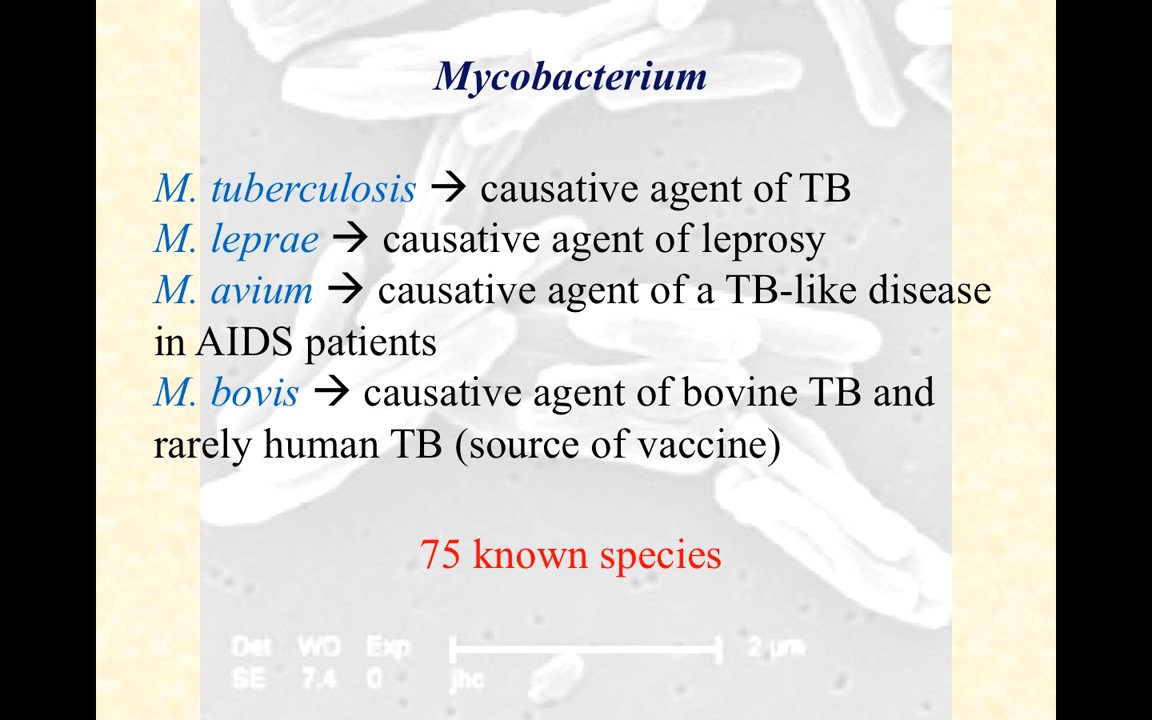 Mycobacterium
M. tuberculosis → causative agent of TB
M. leprae → causative agent of leprosy
M. avium → causative agent of a TB-like disease
in AIDS patients
M. bovis → causative agent of bovine TB and
rarely human TB (source of vaccine)
75 known species
Det WD Exp 2 µm
SE 7.4 0 jhc